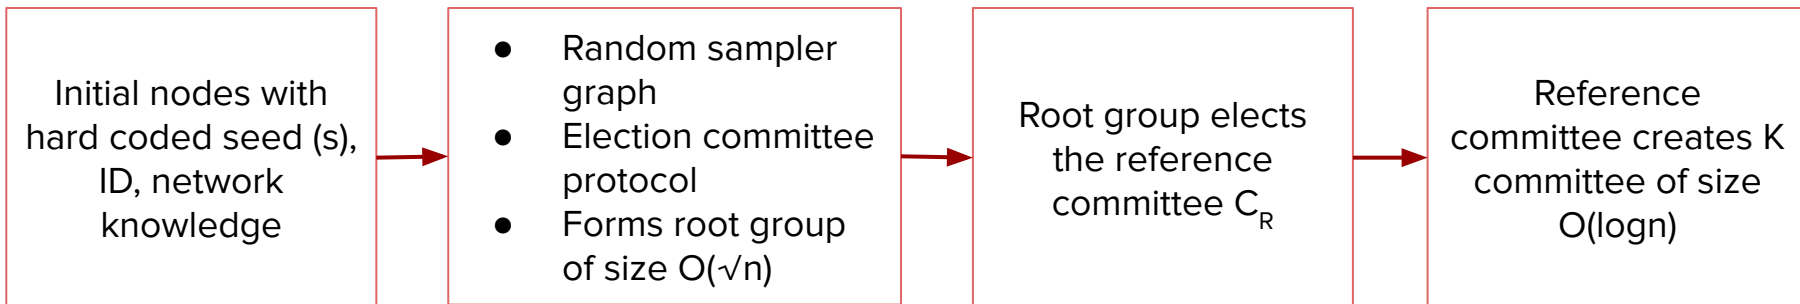 Initial nodes with
hard coded seed (s),
ID, network
knowledge
● Random sampler
graph
● Election committee
protocol
● Forms root group
of size O(√n)
Root group elects
the reference
committee C_R
Reference
committee creates K
committee of size
O(logn)